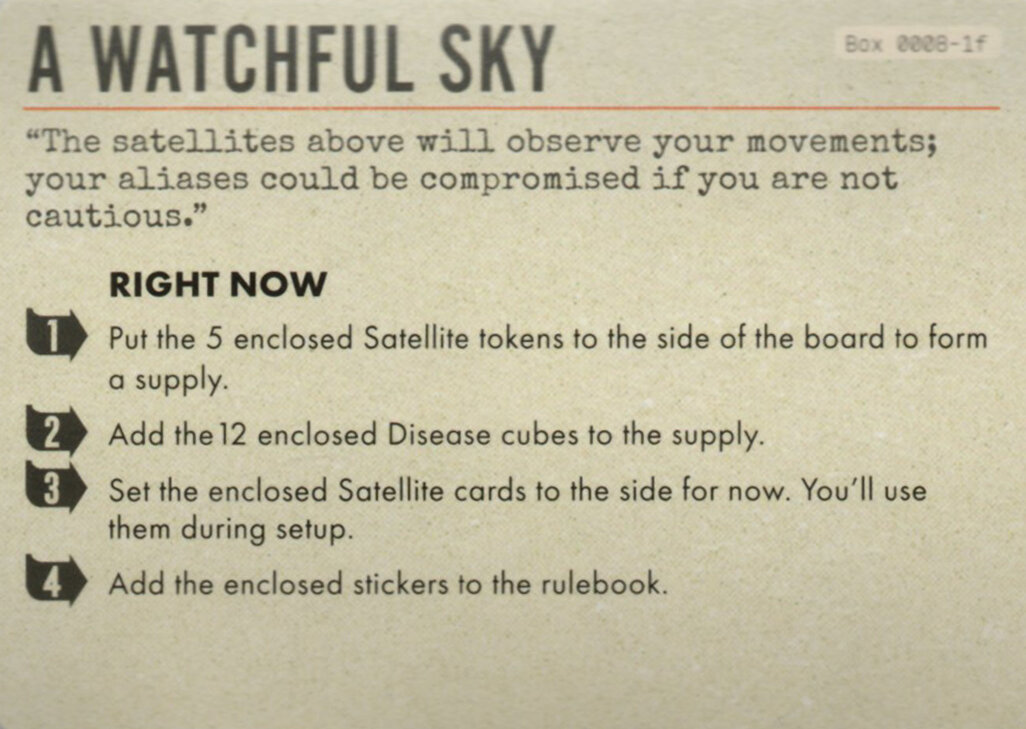 A WATCHFUL SKY
Box 0008-1f
“The satellites above will observe your movements;
your aliases could be compromised if you are not
cautious.”
RIGHT NOW
1 Put the 5 enclosed Satellite tokens to the side of the board to form
a supply.
2 Add the 12 enclosed Disease cubes to the supply.
3 Set the enclosed Satellite cards to the side for now. You’ll use
them during setup.
4 Add the enclosed stickers to the rulebook.